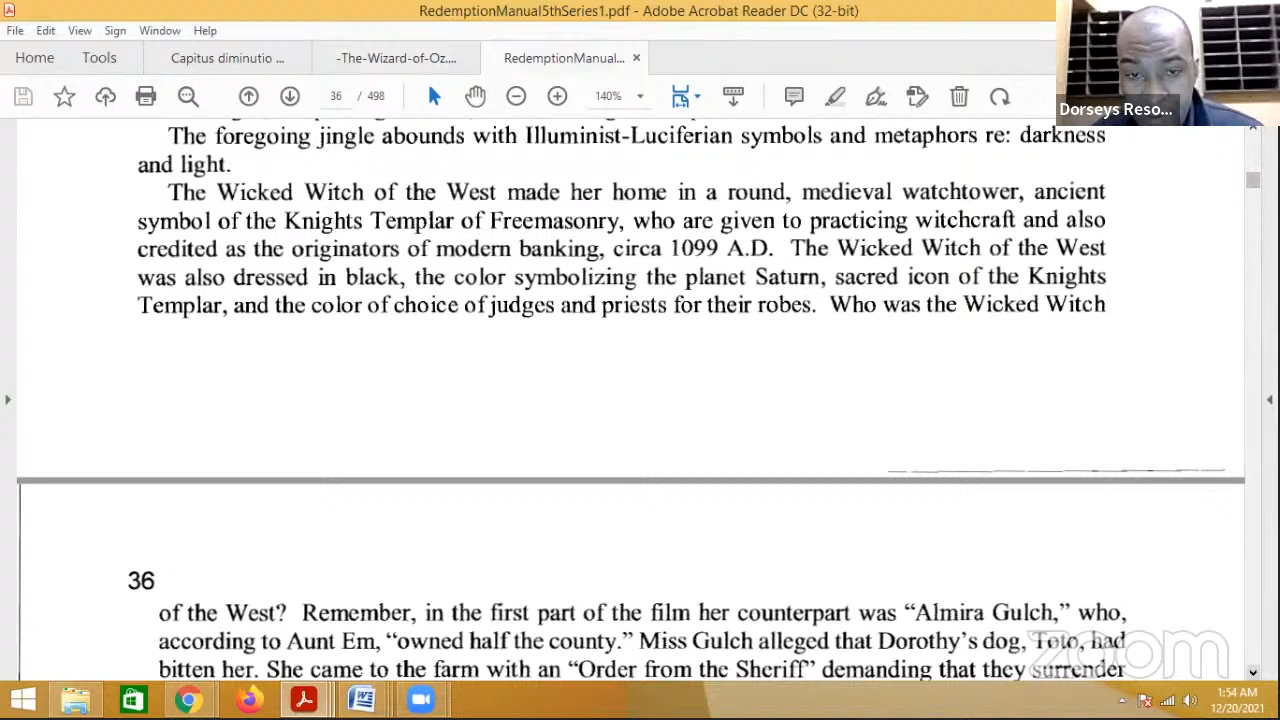 RedemptionManual5thSeries1.pdf - Adobe Acrobat Reader DC (32-bit)
File Edit View Sign Window Help
Home Tools Capitus diminutio ... -The-Wizard-of-Oz.... RedemptionManual... ×
36 / 498 140%
Dorseys Reso...
The foregoing jingle abounds with Illuminist-Luciferian symbols and metaphors re: darkness
and light.
The Wicked Witch of the West made her home in a round, medieval watchtower, ancient
symbol of the Knights Templar of Freemasonry, who are given to practicing witchcraft and also
credited as the originators of modern banking, circa 1099 A.D. The Wicked Witch of the West
was also dressed in black, the color symbolizing the planet Saturn, sacred icon of the Knights
Templar, and the color of choice of judges and priests for their robes. Who was the Wicked Witch
36
of the West? Remember, in the first part of the film her counterpart was “Almira Gulch,” who,
according to Aunt Em, “owned half the county.” Miss Gulch alleged that Dorothy’s dog, Toto, had
bitten her. She came to the farm with an “Order from the Sheriff” demanding that they surrender
zoom
1:54 AM
12/20/2021